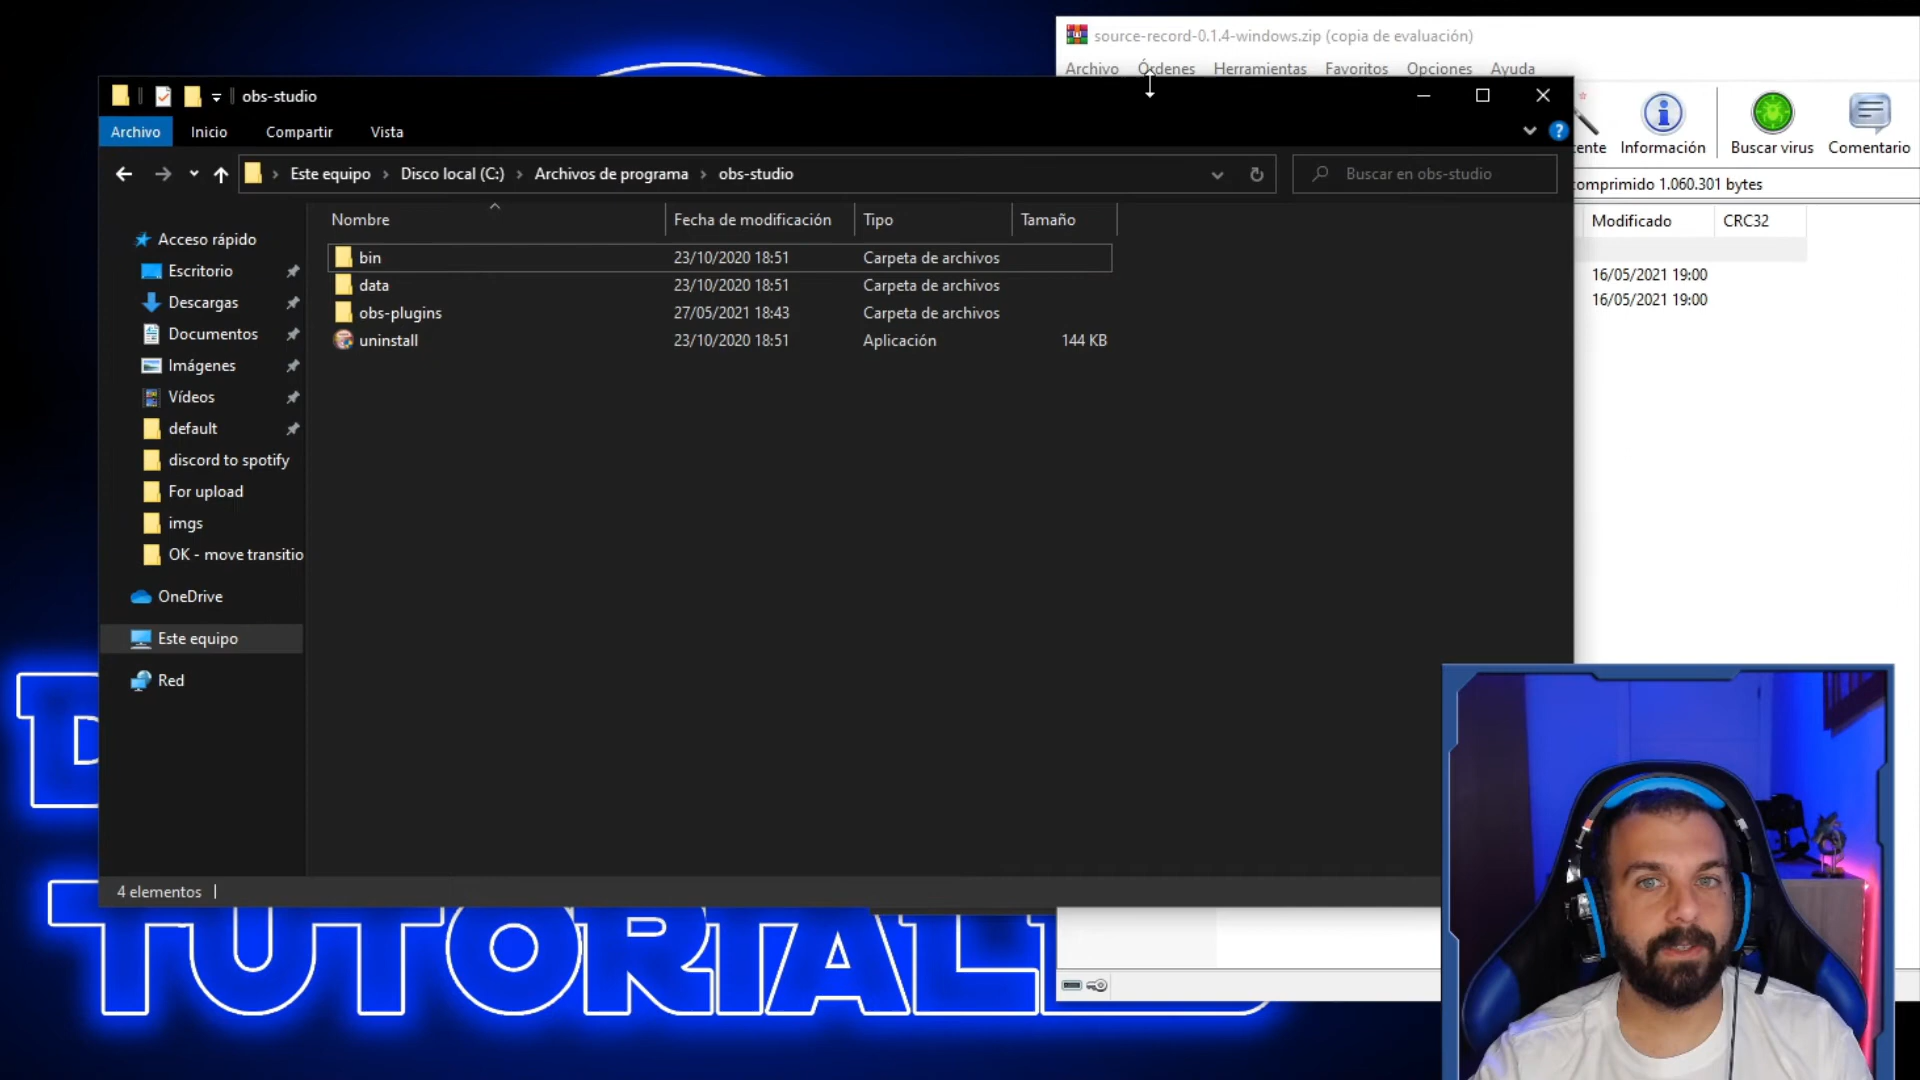 source-record-0.1.4-windows.zip (copia de evaluación)
Archivo Órdenes Herramientas Favoritos Opciones Ayuda
obs-studio
Archivo Inicio Compartir Vista
Información Buscar virus Comentario
Este equipo > Disco local (C:) > Archivos de programa > obs-studio
Buscar en obs-studio
1.060.301 bytes
Nombre Fecha de modificación Tipo Tamaño
Modificado CRC32
bin 23/10/2020 18:51 Carpeta de archivos
data 23/10/2020 18:51 Carpeta de archivos
obs-plugins 27/05/2021 18:43 Carpeta de archivos
uninstall 23/10/2020 18:51 Aplicación 144 KB
16/05/2021 19:00
16/05/2021 19:00
Acceso rápido
Escritorio
Descargas
Documentos
Imágenes
Vídeos
default
discord to spotify
For upload
imgs
OK - move transitio
OneDrive
Este equipo
Red
4 elementos